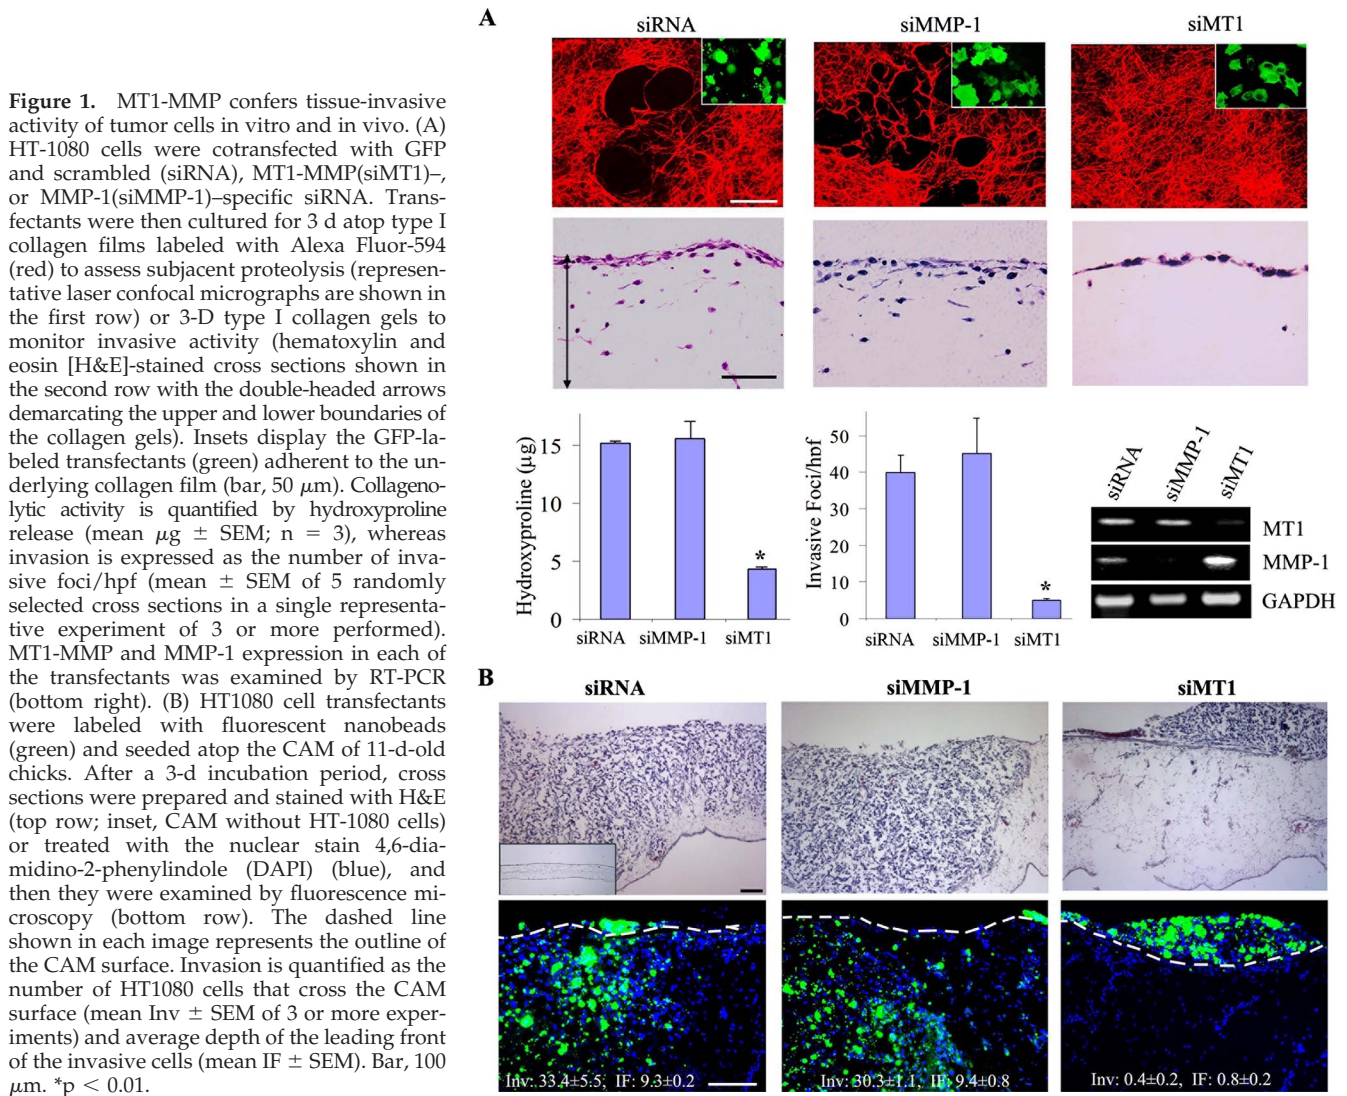 Figure 1. MT1-MMP confers tissue-invasive
activity of tumor cells in vitro and in vivo. (A)
HT-1080 cells were cotransfected with GFP
and scrambled (siRNA), MT1-MMP(siMT1)–,
or MMP-1(siMMP-1)–specific siRNA. Trans-
fectants were then cultured for 3 d atop type I
collagen films labeled with Alexa Fluor-594
(red) to assess subjacent proteolysis (represen-
tative laser confocal micrographs are shown in
the first row) or 3-D type I collagen gels to
monitor invasive activity (hematoxylin and
eosin [H&E]-stained cross sections shown in
the second row with the double-headed arrows
demarcating the upper and lower boundaries of
the collagen gels). Insets display the GFP-la-
beled transfectants (green) adherent to the un-
derlying collagen film (bar, 50 μm). Collageno-
lytic activity is quantified by hydroxyproline
release (mean μg ± SEM; n = 3), whereas
invasion is expressed as the number of inva-
sive foci/hpf (mean ± SEM of 5 randomly
selected cross sections in a single representa-
tive experiment of 3 or more performed).
MT1-MMP and MMP-1 expression in each of
the transfectants was examined by RT-PCR
(bottom right). (B) HT1080 cell transfectants
were labeled with fluorescent nanobeads
(green) and seeded atop the CAM of 11-d-old
chicks. After a 3-d incubation period, cross
sections were prepared and stained with H&E
(top row; inset, CAM without HT-1080 cells)
or treated with the nuclear stain 4,6-dia-
midino-2-phenylindole (DAPI) (blue), and
then they were examined by fluorescence mi-
croscopy (bottom row). The dashed line
shown in each image represents the outline of
the CAM surface. Invasion is quantified as the
number of HT1080 cells that cross the CAM
surface (mean Inv ± SEM of 3 or more exper-
iments) and average depth of the leading front
of the invasive cells (mean IF ± SEM). Bar, 100
μm. *p < 0.01.
A
siRNA siMMP-1 siMT1
Hydroxyproline (μg)
15
10
5
0
*
siRNA siMMP-1 siMT1
Invasive Foci/hpf
50
40
30
20
10
0
*
siRNA siMMP-1 siMT1
siRNA siMMP-1 siMT1
MT1
MMP-1
GAPDH
B
siRNA siMMP-1 siMT1
Inv: 33.4±5.5, IF: 9.3±0.2
Inv: 30.3±1.1, IF: 9.4±0.8
Inv: 0.4±0.2, IF: 0.8±0.2